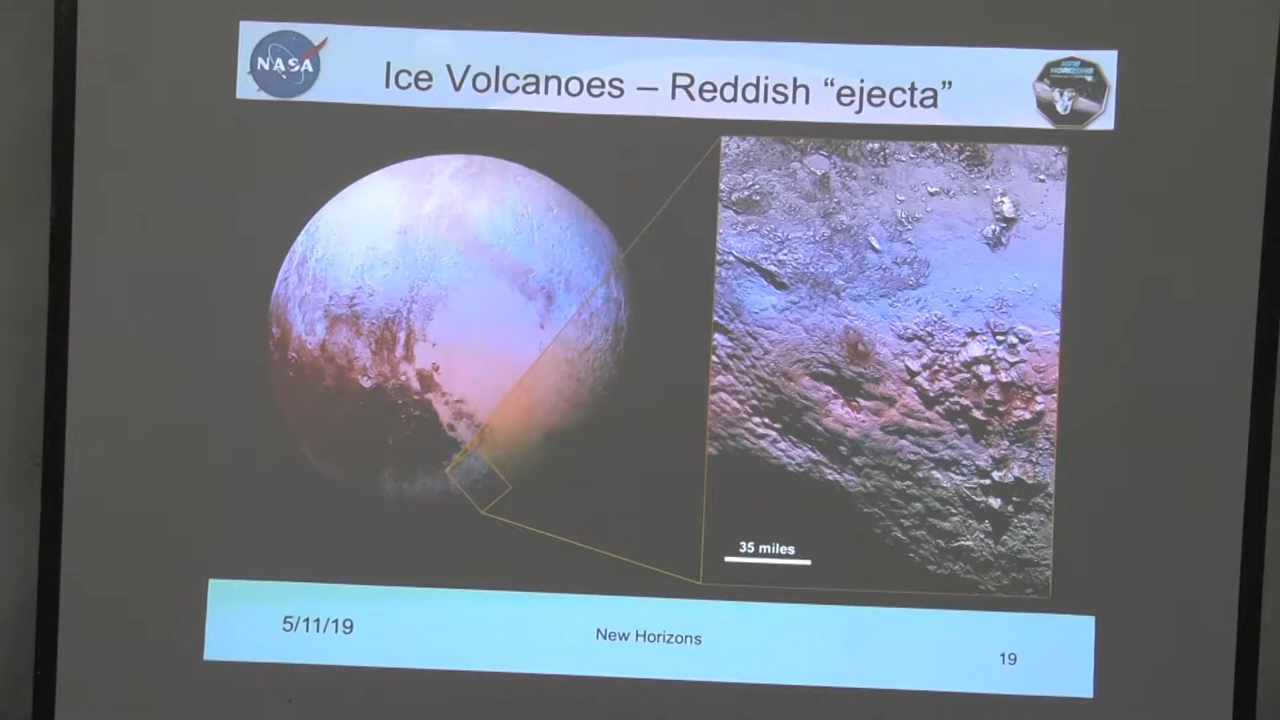 NASA
Ice Volcanoes – Reddish “ejecta”
NEW
HORIZONS
35 miles
5/11/19
New Horizons
19